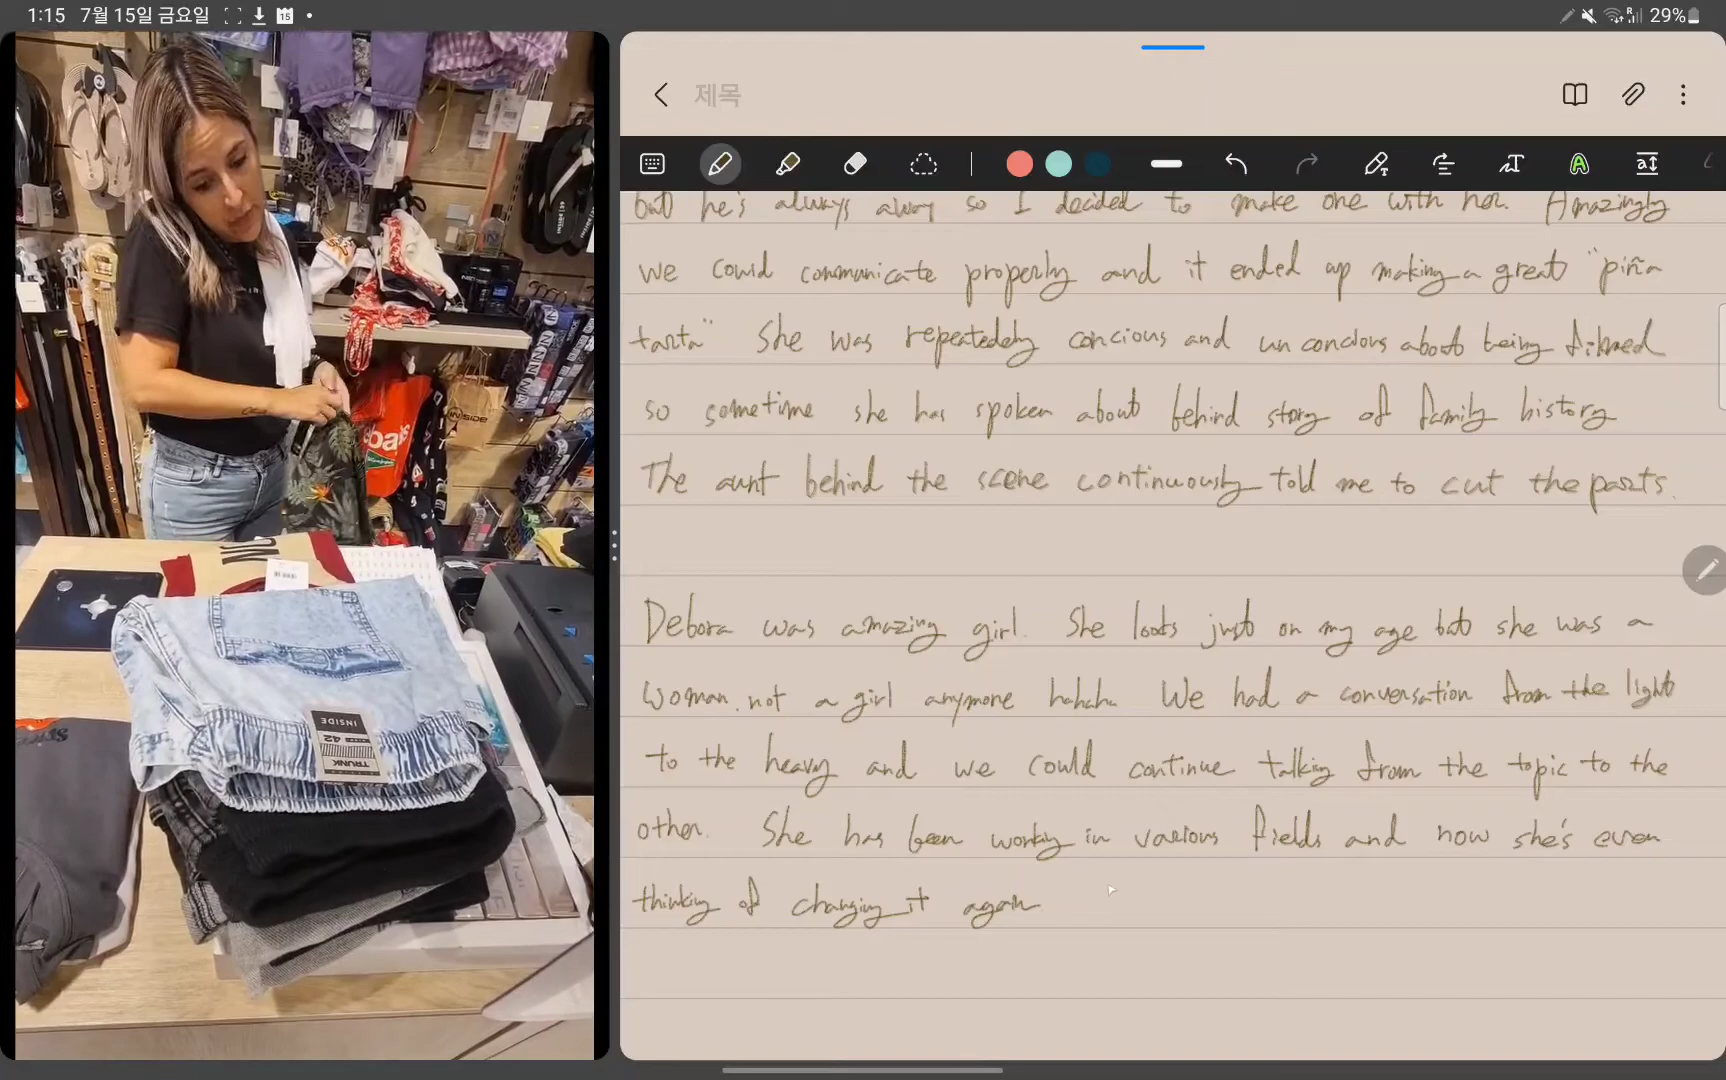 1:15 7월 15일 금요일
15
R
29%
제목
A
but he's always away so I decided to make one with her. Amazingly
we could communicate properly and it ended up making a great "piña
tarta" She was repeatedely concious and unconcious about being filmed
so sometime she has spoken about behind story of family history
The aunt behind the scene continuously told me to cut the parts.
Debora was amazing girl. She looks just on my age but she was a
woman, not a girl anymore hahaha We had a conversation from the light
to the heavy and we could continue talking from the topic to the
other. She has been working in various fields and now she's even
thinking of changing it again
INSIDE
INSIDE
42
TRUNK